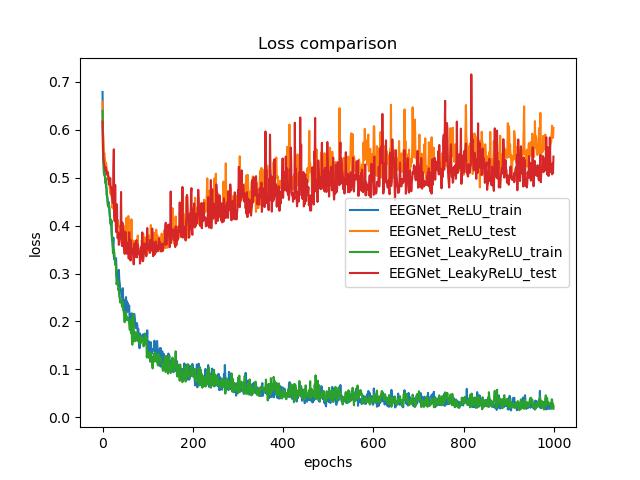 Loss comparison
0.7
0.6
0.5
0.4
0.3
0.2
0.1
0.0
loss
EEGNet_ReLU_train
EEGNet_ReLU_test
EEGNet_LeakyReLU_train
EEGNet_LeakyReLU_test
0 200 400 600 800 1000
epochs